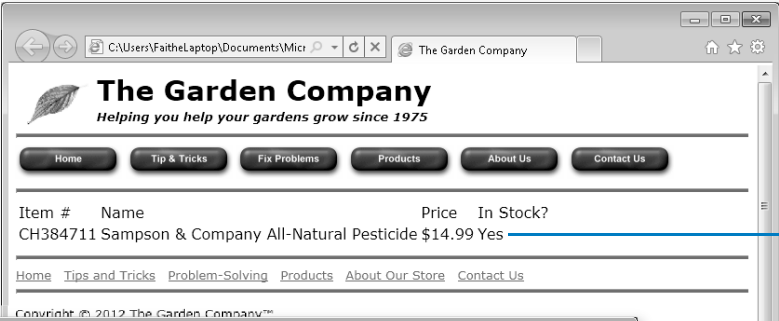 C:\Users\FaitheLaptop\Documents\Micr
The Garden Company
The Garden Company
Helping you help your gardens grow since 1975
Home Tip & Tricks Fix Problems Products About Us Contact Us
Item # Name Price In Stock?
CH384711 Sampson & Company All-Natural Pesticide $14.99 Yes
Home Tips and Tricks Problem-Solving Products About Our Store Contact Us
Copyright © 2012 The Garden Company™